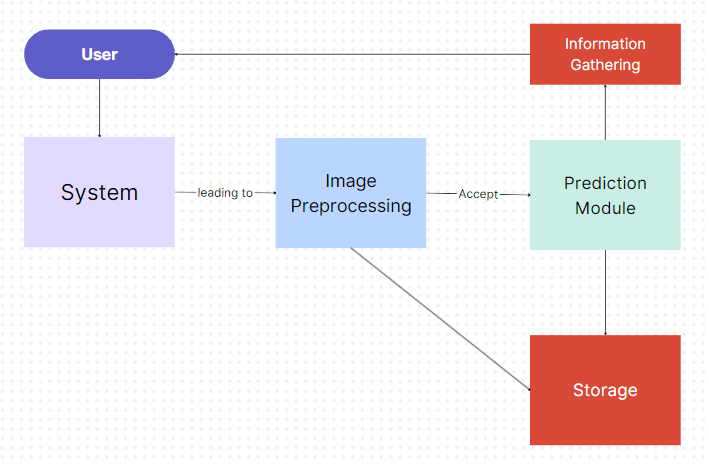 User
Information
Gathering
System
leading to
Image
Preprocessing
Accept
Prediction
Module
Storage